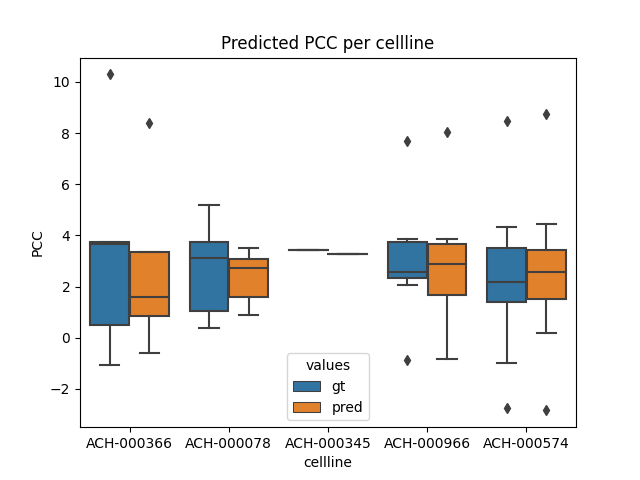 Predicted PCC per cellline
PCC
10
8
6
4
2
0
−2
values
gt
pred
ACH-000366 ACH-000078 ACH-000345 ACH-000966 ACH-000574
cellline